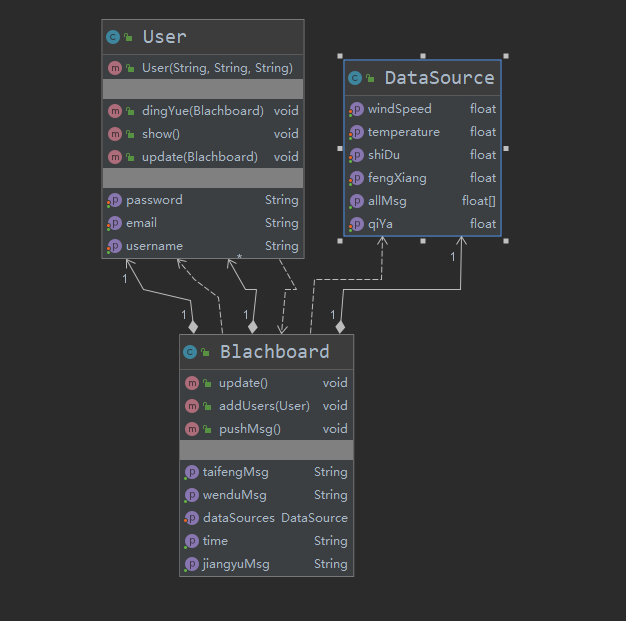 User
User(String, String, String)
dingYue(Blachboard) void
show() void
update(Blachboard) void
password String
email String
username String
DataSource
windSpeed float
temperature float
shiDu float
fengXiang float
allMsg float[]
qiYa float
1
*
1
1
1
1
Blachboard
update() void
addUsers(User) void
pushMsg() void
taifengMsg String
wenduMsg String
dataSources DataSource
time String
jiangyuMsg String